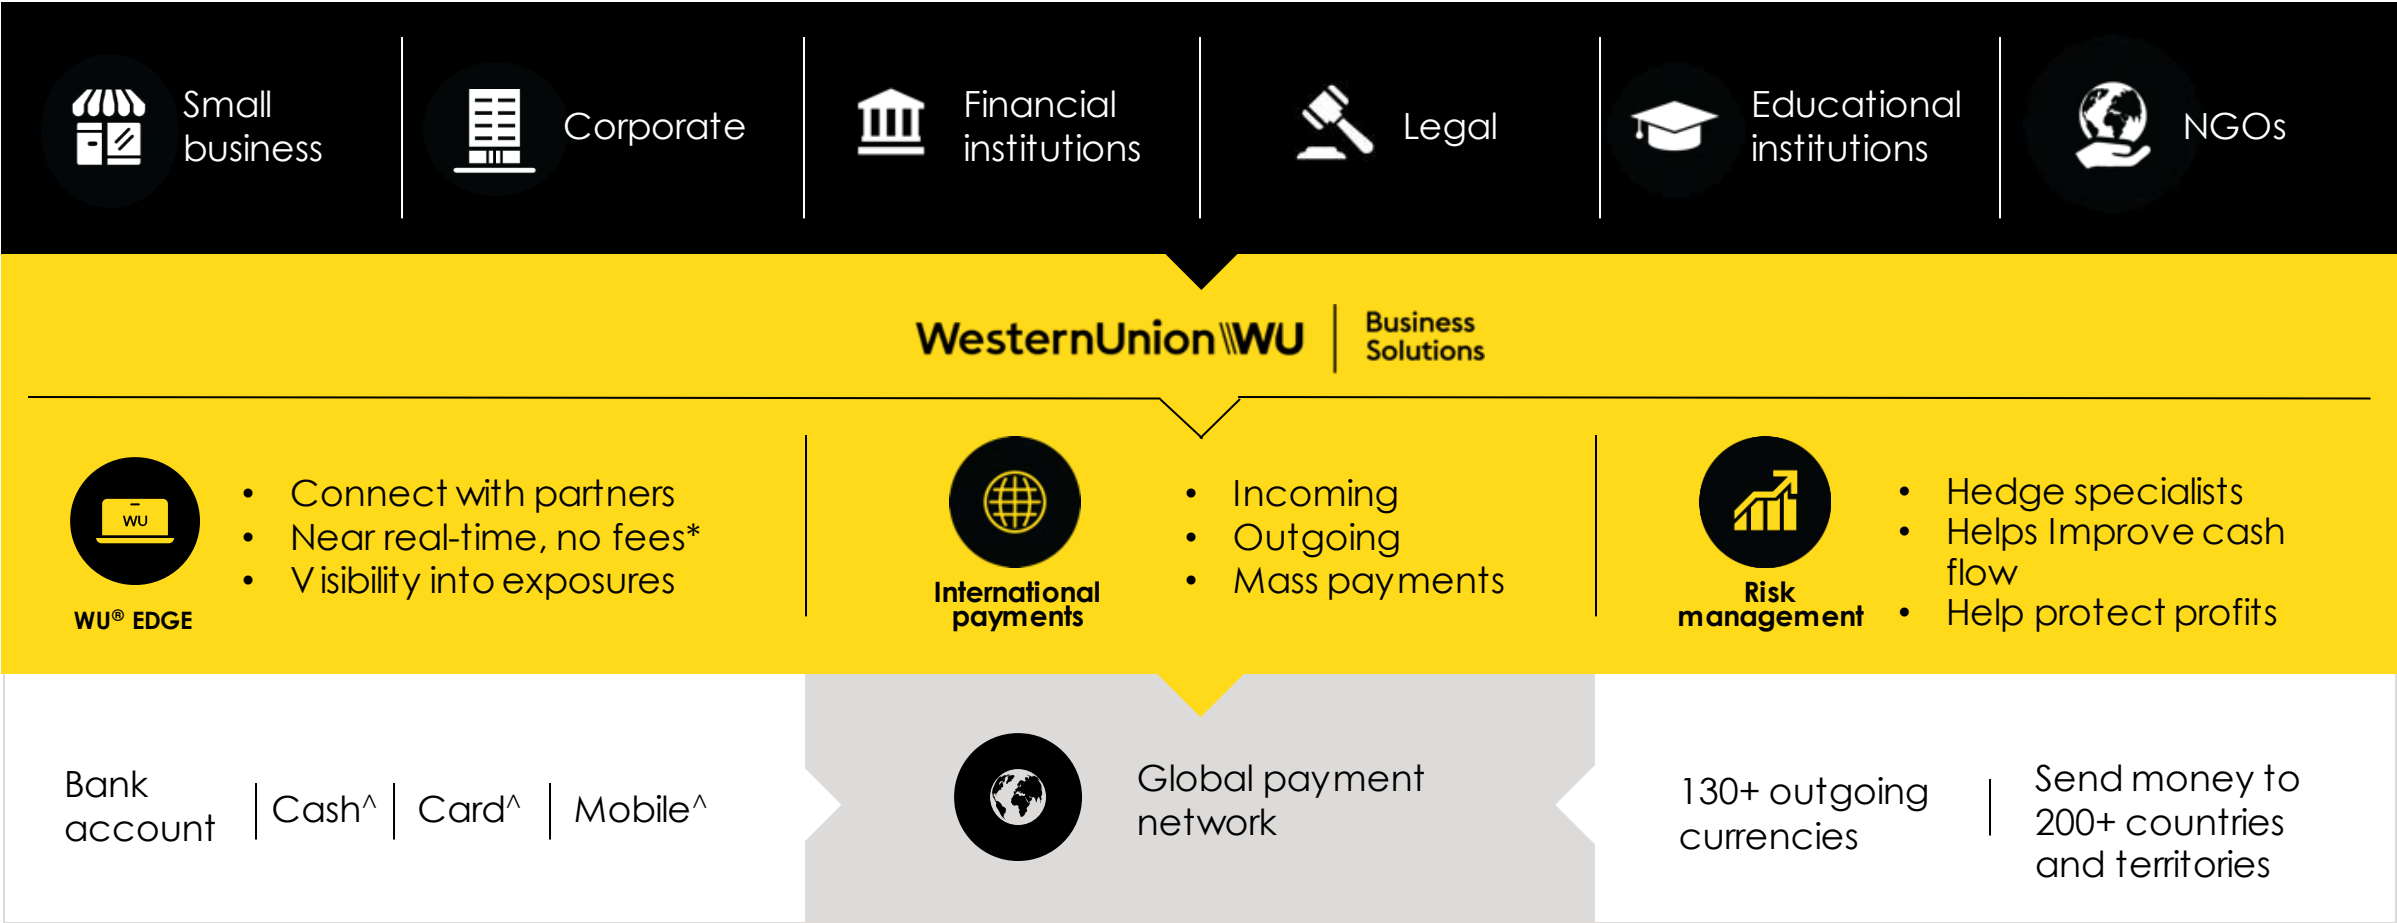 Small
business
Corporate
Financial
institutions
Legal
Educational
institutions
NGOs
WesternUnion \\WU
Business
Solutions
WU
WU® EDGE
• Connect with partners
• Near real-time, no fees*
• Visibility into exposures
International
payments
• Incoming
• Outgoing
• Mass payments
Risk
management
• Hedge specialists
• Helps Improve cash
flow
• Help protect profits
Bank
account
Cash^
Card^
Mobile^
Global payment
network
130+ outgoing
currencies
Send money to
200+ countries
and territories